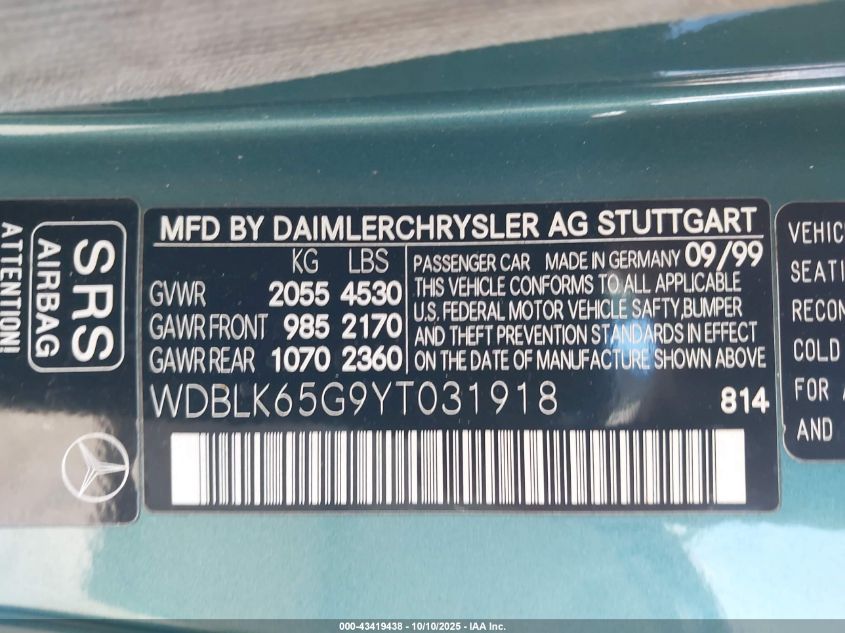 ATTENTION!
SRS
AIRBAG
MFD BY DAIMLERCHRYSLER AG STUTTGART
KG LBS
GVWR 2055 4530
GAWR FRONT 985 2170
GAWR REAR 1070 2360
PASSENGER CAR MADE IN GERMANY 09/99
THIS VEHICLE CONFORMS TO ALL APPLICABLE
U.S. FEDERAL MOTOR VEHICLE SAFTY,BUMPER
AND THEFT PREVENTION STANDARDS IN EFFECT
ON THE DATE OF MANUFACTURE SHOWN ABOVE
WDBLK65G9YT031918 814
VEHIC
SEATI
RECON
COLD
FOR A
AND
000-43419438 - 10/10/2025 - IAA Inc.